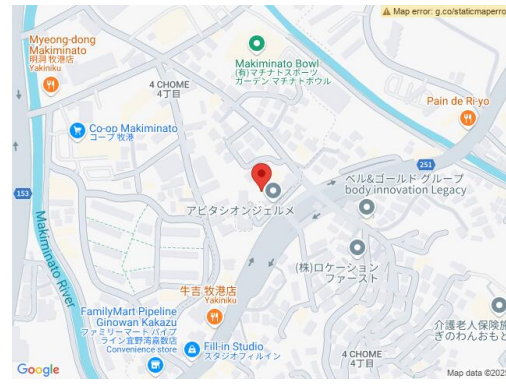 Map error: g.co/staticmaperro
Myeong-dong
Makiminato
明洞 牧港店
Yakiniku
Makiminato Bowl
(有)マチナトスポーツ
ガーデン マチナトボウル
4 CHOME
4丁目
Pain de Ri-yo
Co-op Makiminato
コープ 牧港
251
ベル&ゴールド グループ
body innovation Legacy
153
アビタシオンジェルメ
Makiminato River
(株)ロケーション
ファースト
牛吉 牧港店
Yakiniku
FamilyMart Pipeline
Ginowan Kakazu
ファミリーマート パイプ
ライン宜野湾嘉数店
Convenience store
Fill-in Studio
スタジオフィルイン
介護老人保険施
ぎのわんおもと
4 CHOME
4丁目
Google
Map data ©2025